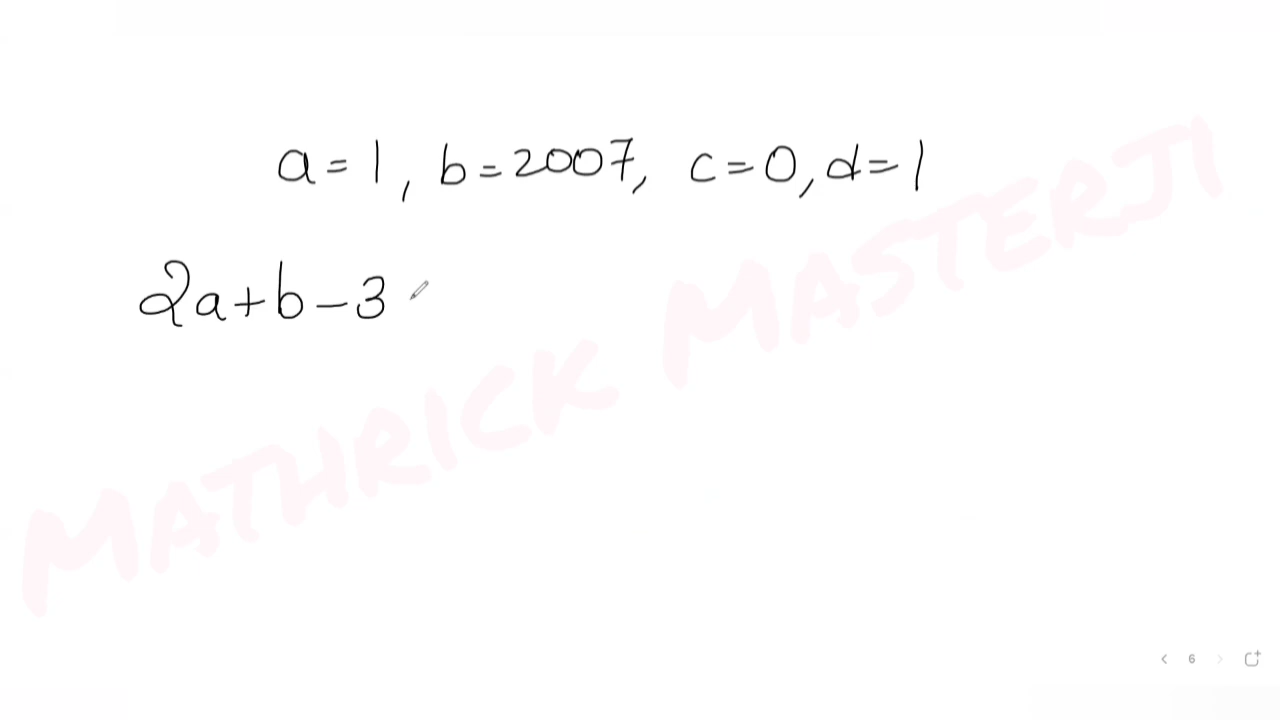 a=1, b=2007, c=0, d=1
2a+b-3
MATHRICK MASTERJI
< 6 >